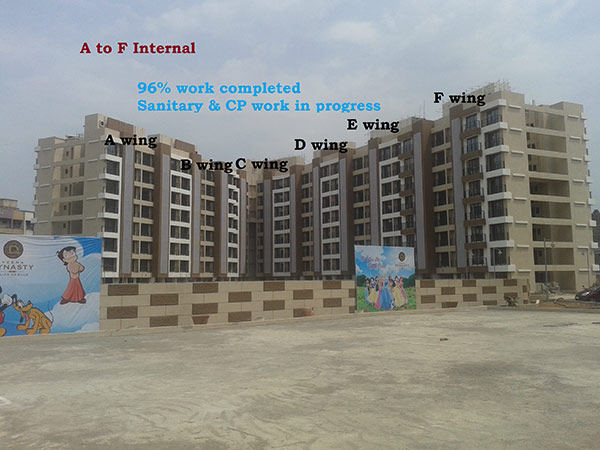 A to F Internal
96% work completed
Sanitary & CP work in progress
F wing
E wing
A wing
D wing
B wing
C wing
DYNASTY